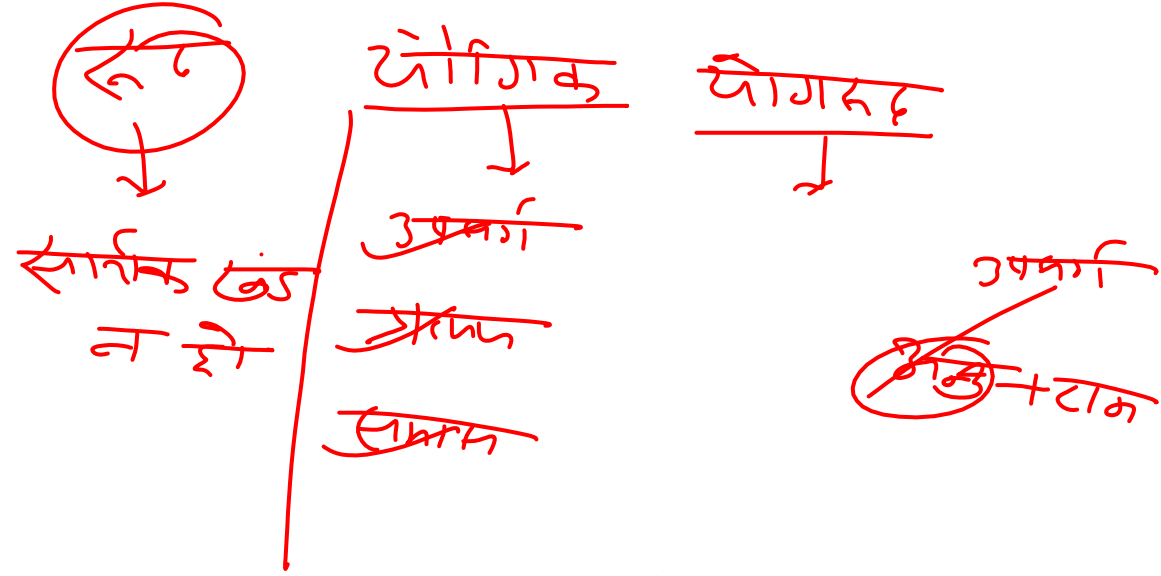 रूढ़
यौगिक
योगरूढ़
सार्थक खंड
न हो
उपसर्ग
प्रत्यय
समास
उपसर्ग